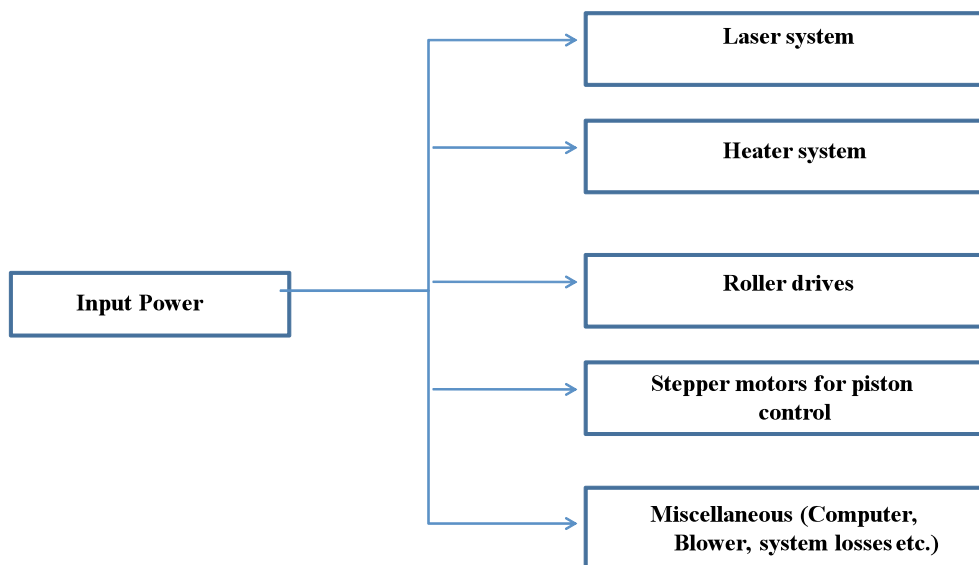 Laser system
Heater system
Input Power
Roller drives
Stepper motors for piston
control
Miscellaneous (Computer,
Blower, system losses etc.)